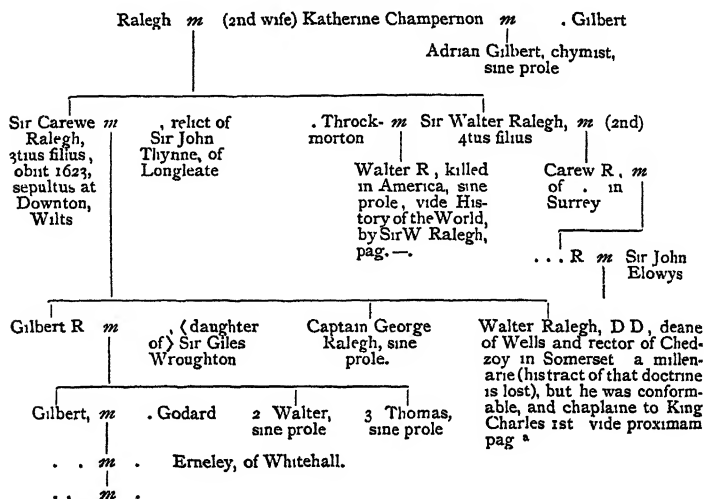 Ralegh m (2nd wife) Katherine Champernon m . Gilbert
Adrian Gilbert, chymist,
sine prole
Sir Carewe m
Ralegh,
3tius filius,
obiit 1623,
sepultus at
Downton,
Wilts
, relict of
Sir John
Thynne, of
Longleate
. Throck- m Sir Walter Ralegh, m (2nd)
morton 4tus filius
Walter R , killed
in America, sine
prole, vide His-
tory of the World,
by Sir W Ralegh,
pag. —.
Carew R , m
of . in
Surrey
. . . R m Sir John
Elowys
Gilbert R m
, ⟨daughter
of⟩ Sir Giles
Wroughton
Captain George
Ralegh, sine
prole.
Walter Ralegh, D D , deane
of Wells and rector of Ched-
zoy in Somerset a millen-
arie (his tract of that doctrine
is lost), but he was conform-
able, and chaplaine to King
Charles 1st vide proximam
pag a
Gilbert, m . Godard
2 Walter,
sine prole
3 Thomas,
sine prole
. . m . Erneley, of Whitehall.
. . m .